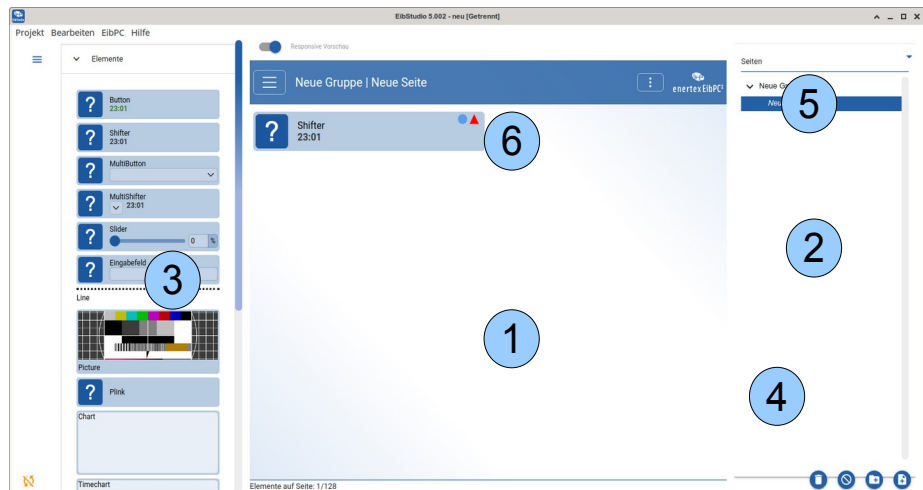 EibStudio 5.002 - neu [Getrennt]
Projekt Bearbeiten EibPC Hilfe
Elemente
Button
23:01
Shifter
23:01
MultiButton
MultiShifter
23:01
Slider
0 %
Eingabefeld
3
Line
Picture
Plink
Chart
Timechart
Responsive Vorschau
Neue Gruppe | Neue Seite
enertex EibPC²
Shifter
23:01
6
1
Elemente auf Seite: 1/128
Seiten
Neue
5
2
4